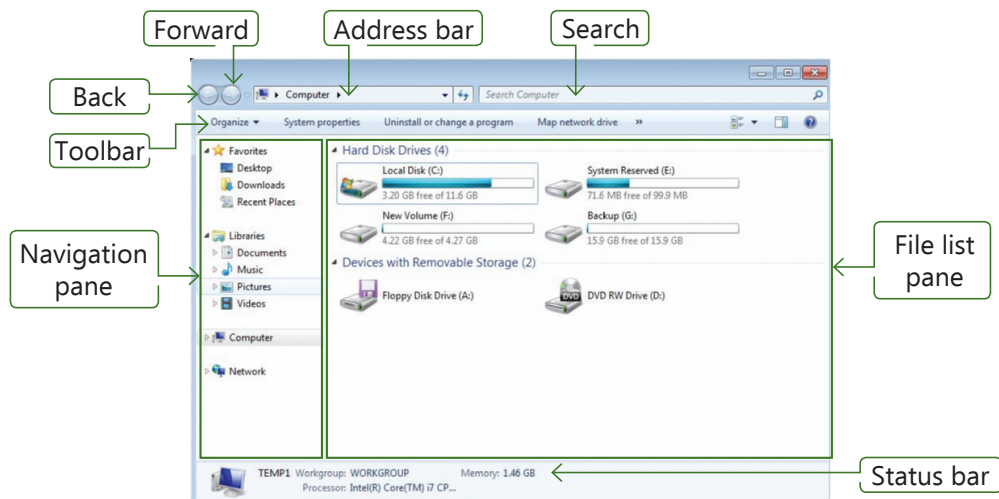 Forward
Address bar
Search
Back
Computer
Search Computer
Toolbar
Organize
System properties
Uninstall or change a program
Map network drive
»
Favorites
Desktop
Downloads
Recent Places
Libraries
Documents
Music
Pictures
Videos
Computer
Network
Navigation
pane
Hard Disk Drives (4)
Local Disk (C:)
3.20 GB free of 11.6 GB
System Reserved (E:)
71.6 MB free of 99.9 MB
New Volume (F:)
4.22 GB free of 4.27 GB
Backup (G:)
15.9 GB free of 15.9 GB
Devices with Removable Storage (2)
Floppy Disk Drive (A:)
DVD
DVD RW Drive (D:)
File list
pane
TEMP1 Workgroup: WORKGROUP Memory: 1.46 GB
Processor: Intel(R) Core(TM) i7 CP...
Status bar